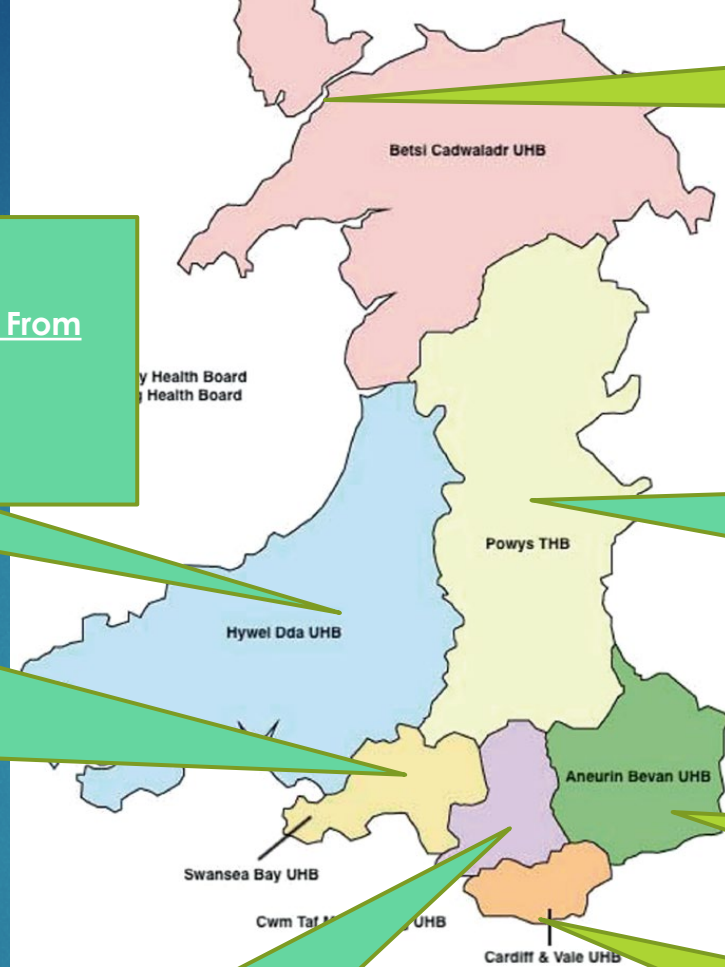 Betsi Cadwaladr UHB
From
y Health Board
Health Board
Powys THB
Hywel Dda UHB
Aneurin Bevan UHB
Swansea Bay UHB
Cwm Taf UHB
Cardiff & Vale UHB